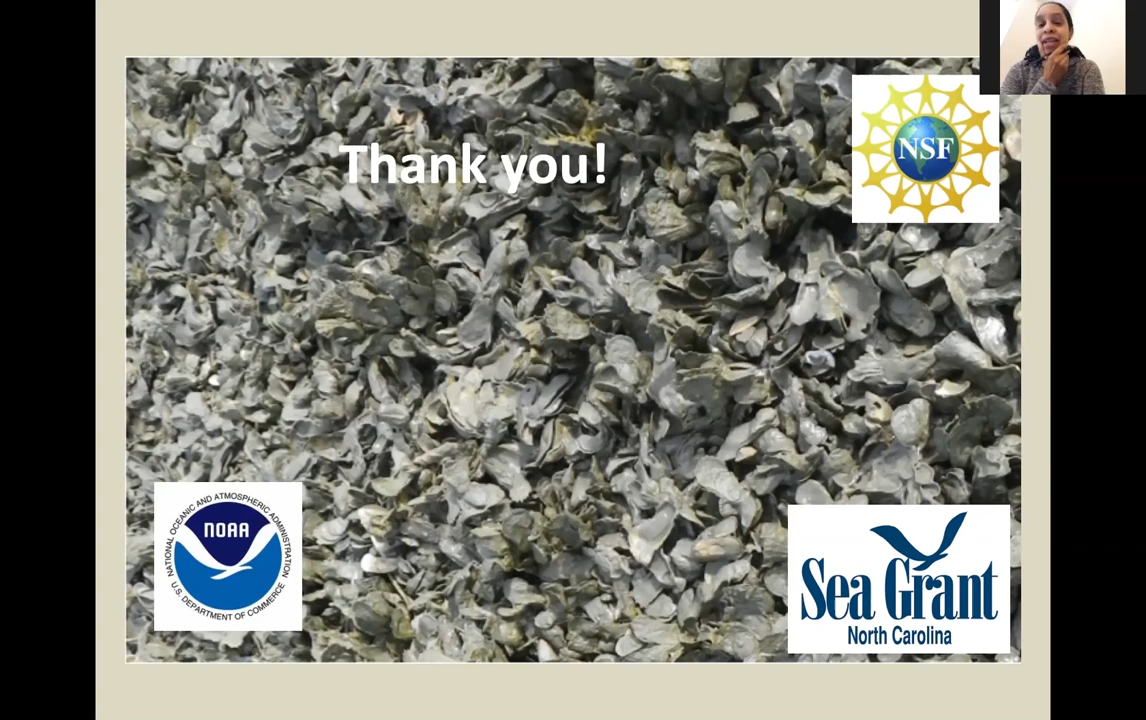 Thank you!
NSF
NATIONAL OCEANIC AND ATMOSPHERIC ADMINISTRATION
NOAA
U.S. DEPARTMENT OF COMMERCE
Sea Grant
North Carolina